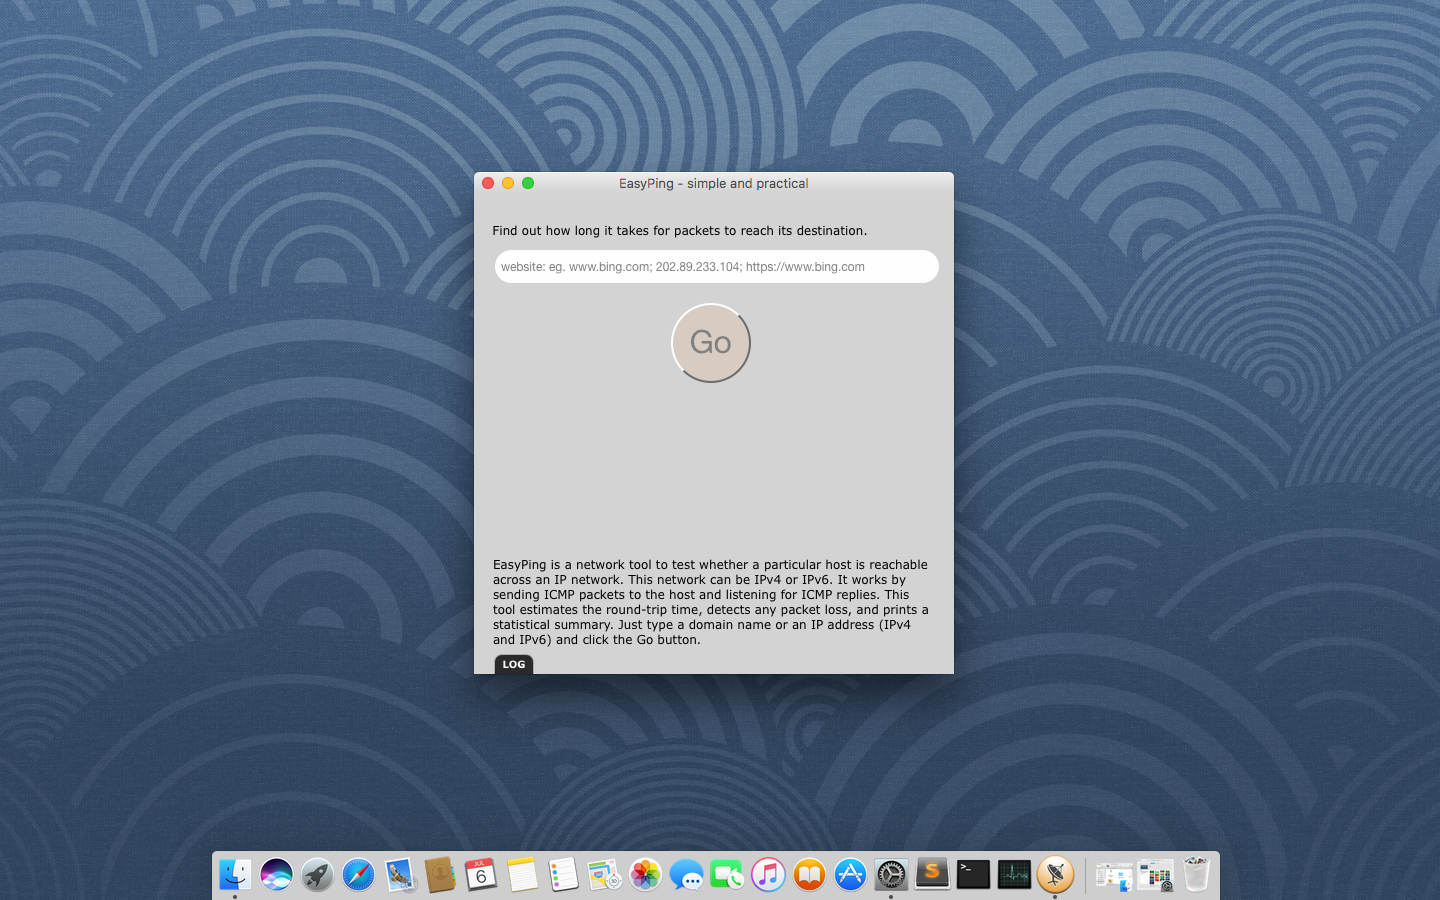 EasyPing - simple and practical
Find out how long it takes for packets to reach its destination.
website: eg. www.bing.com; 202.89.233.104; https://www.bing.com
Go
EasyPing is a network tool to test whether a particular host is reachable
across an IP network. This network can be IPv4 or IPv6. It works by
sending ICMP packets to the host and listening for ICMP replies. This
tool estimates the round-trip time, detects any packet loss, and prints a
statistical summary. Just type a domain name or an IP address (IPv4
and IPv6) and click the Go button.
LOG
JUL
6
S
>_